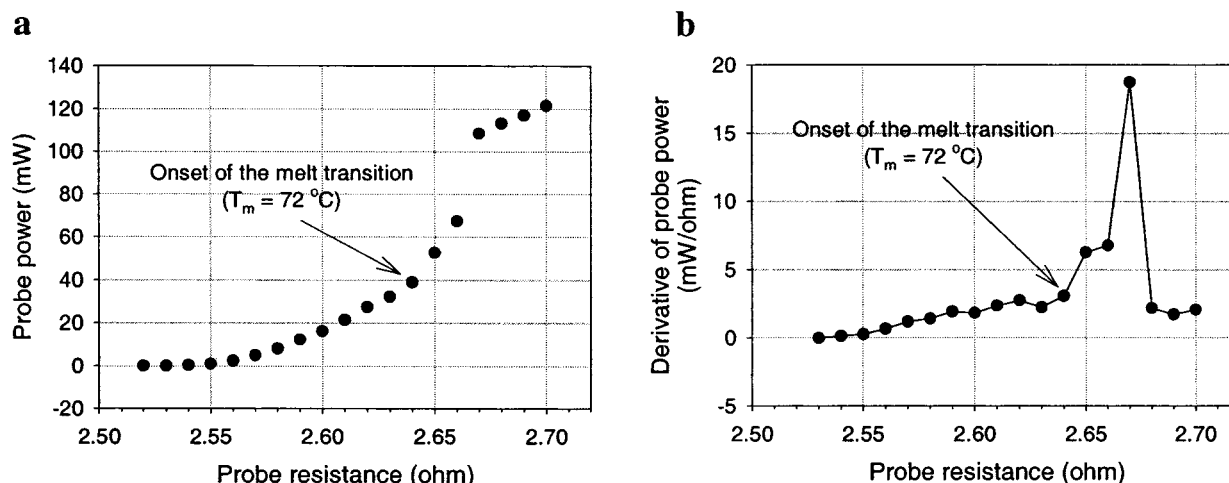 a
140
120
100
80
60
40
20
0
-20
Probe power (mW)
Onset of the melt transition
(Tm = 72 °C)
2.50 2.55 2.60 2.65 2.70
Probe resistance (ohm)
b
20
15
10
5
0
-5
Derivative of probe power
(mW/ohm)
Onset of the melt transition
(Tm = 72 °C)
2.50 2.55 2.60 2.65 2.70
Probe resistance (ohm)